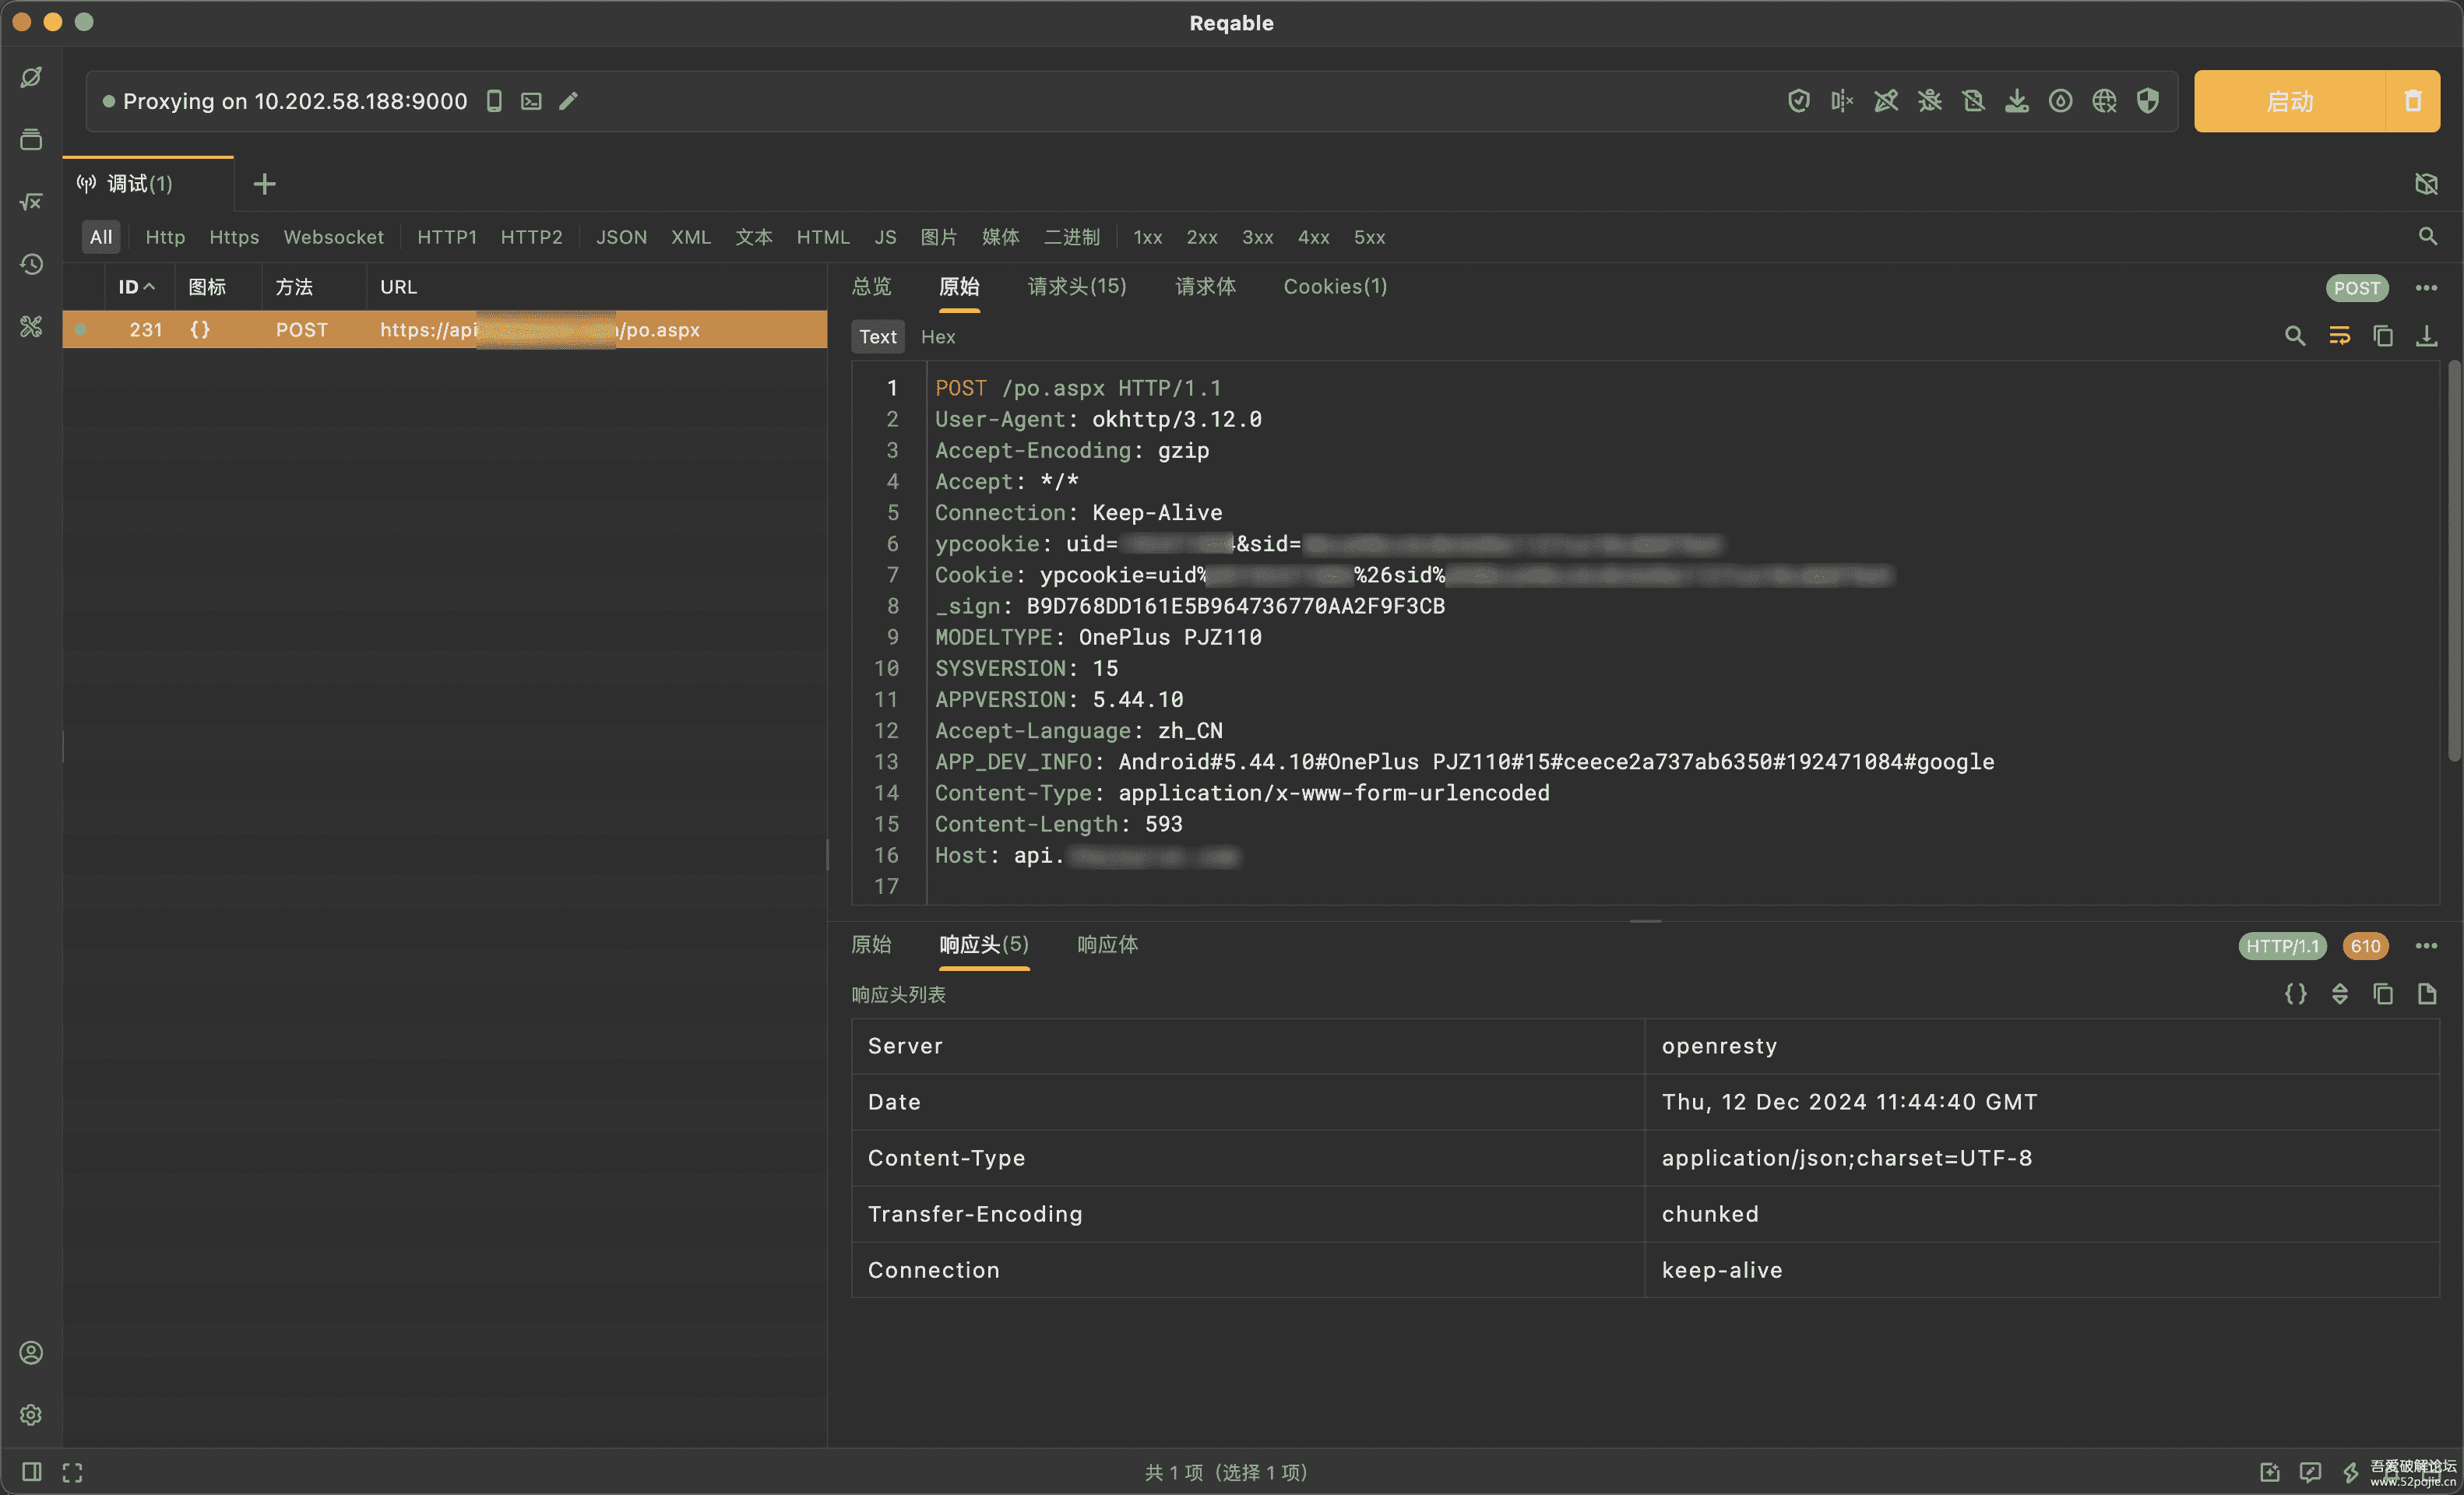 Reqable
Proxying on 10.202.58.188:9000
启动
调试(1)
All Http Https Websocket HTTP1 HTTP2 JSON XML 文本 HTML JS 图片 媒体 二进制 1xx 2xx 3xx 4xx 5xx
ID 图标 方法 URL
231 {} POST https://api /po.aspx
总览 原始 请求头(15) 请求体 Cookies(1) POST
Text Hex
1 POST /po.aspx HTTP/1.1
2 User-Agent: okhttp/3.12.0
3 Accept-Encoding: gzip
4 Accept: */*
5 Connection: Keep-Alive
6 ypcookie: uid= &sid=
7 Cookie: ypcookie=uid% %26sid%
8 _sign: B9D768DD161E5B964736770AA2F9F3CB
9 MODELTYPE: OnePlus PJZ110
10 SYSVERSION: 15
11 APPVERSION: 5.44.10
12 Accept-Language: zh_CN
13 APP_DEV_INFO: Android#5.44.10#OnePlus PJZ110#15#ceece2a737ab6350#192471084#google
14 Content-Type: application/x-www-form-urlencoded
15 Content-Length: 593
16 Host: api.
17
原始 响应头(5) 响应体 HTTP/1.1 610
响应头列表
Server openresty
Date Thu, 12 Dec 2024 11:44:40 GMT
Content-Type application/json;charset=UTF-8
Transfer-Encoding chunked
Connection keep-alive
共 1 项（选择 1 项）
吾爱破解论坛
www.52pojie.cn